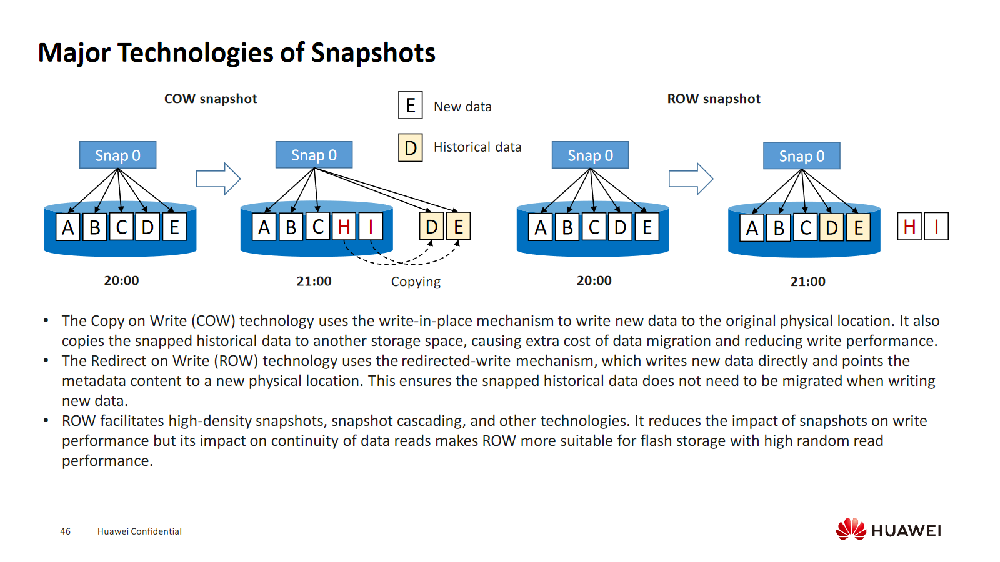 Major Technologies of Snapshots
COW snapshot
E New data
D Historical data
ROW snapshot
Snap 0
A B C D E
20:00
Snap 0
A B C H I D E
21:00
Copying
Snap 0
A B C D E
20:00
Snap 0
A B C D E H I
21:00
• The Copy on Write (COW) technology uses the write-in-place mechanism to write new data to the original physical location. It also
copies the snapped historical data to another storage space, causing extra cost of data migration and reducing write performance.
• The Redirect on Write (ROW) technology uses the redirected-write mechanism, which writes new data directly and points the
metadata content to a new physical location. This ensures the snapped historical data does not need to be migrated when writing
new data.
• ROW facilitates high-density snapshots, snapshot cascading, and other technologies. It reduces the impact of snapshots on write
performance but its impact on continuity of data reads makes ROW more suitable for flash storage with high random read
performance.
46 Huawei Confidential
HUAWEI